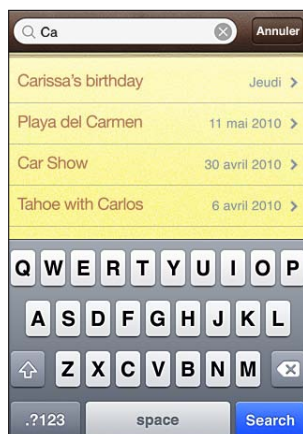 Ca Annuler
Carissa's birthday Jeudi
Playa del Carmen 11 mai 2010
Car Show 30 avril 2010
Tahoe with Carlos 6 avril 2010
Q W E R T Y U I O P
A S D F G H J K L
Z X C V B N M
.?123 space Search